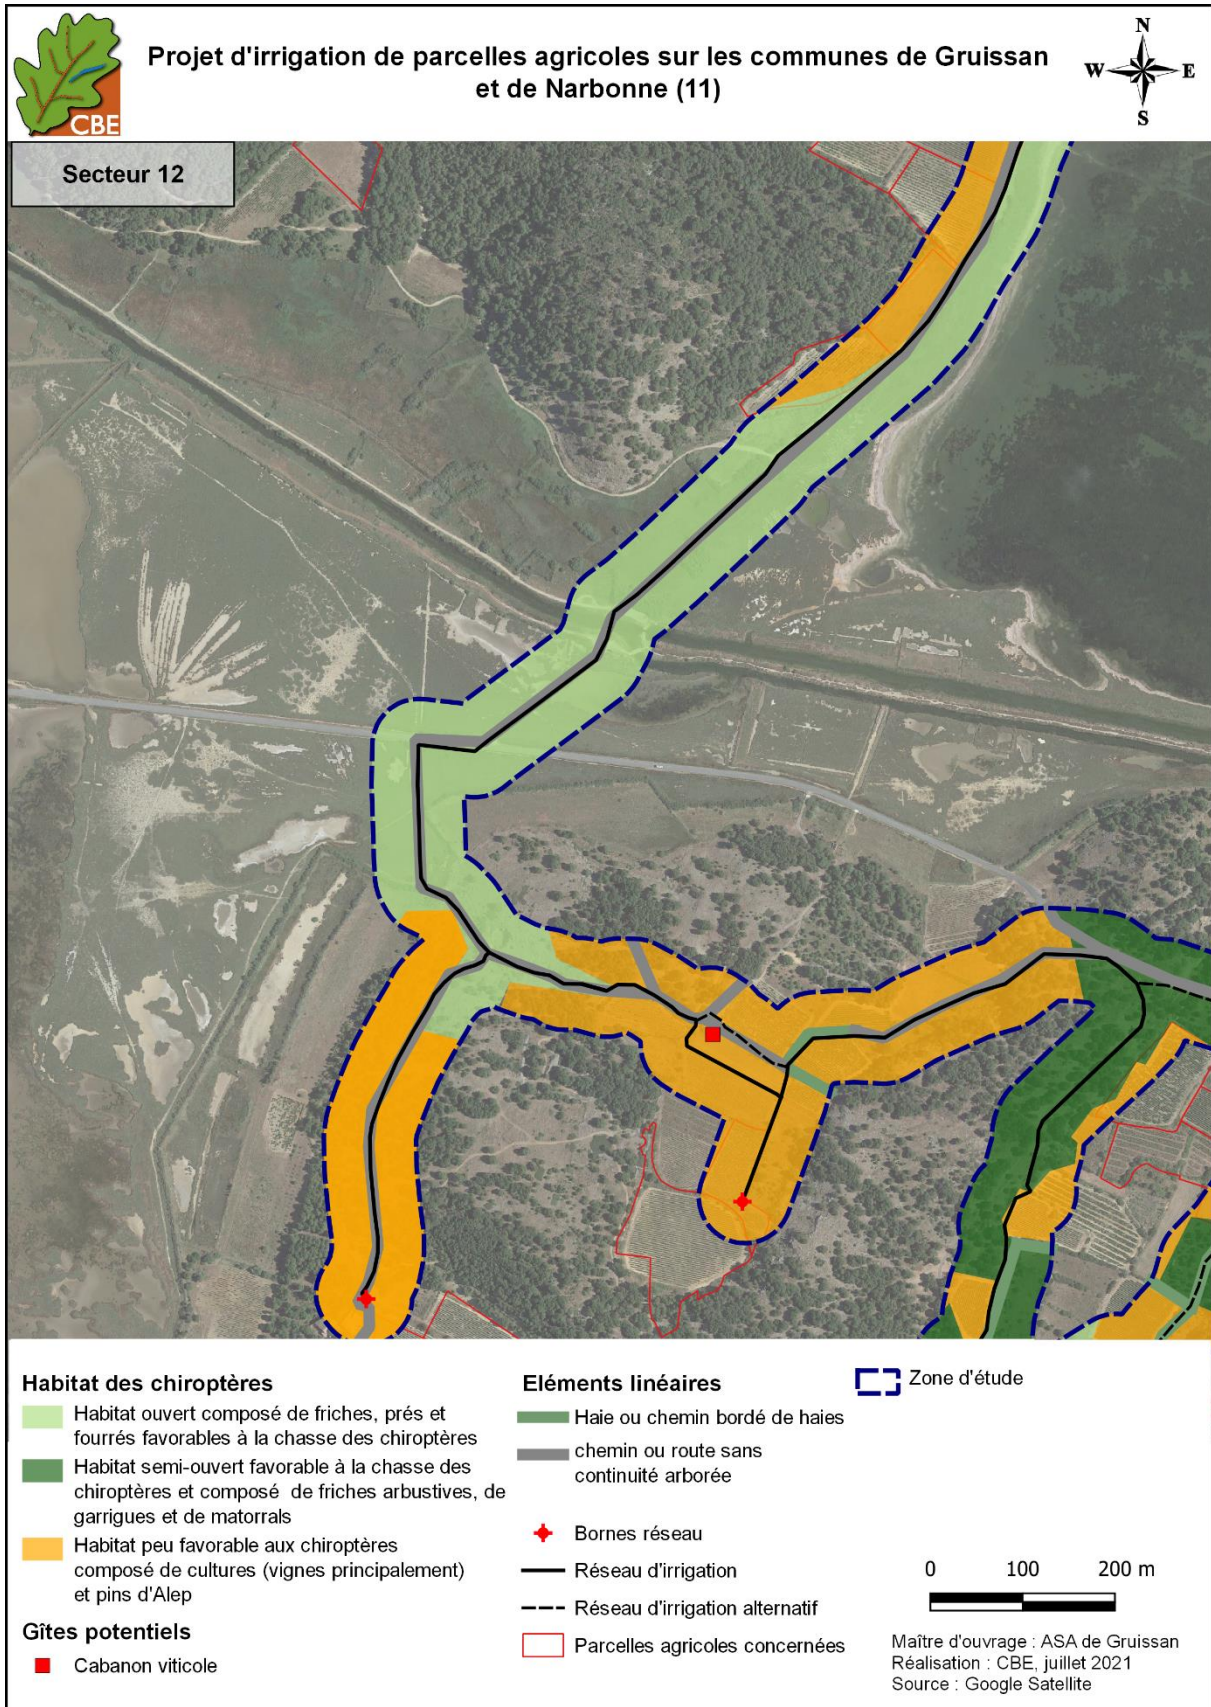 Projet d'irrigation de parcelles agricoles sur les communes de Gruissan
et de Narbonne (11)
CBE
N
W
E
S
Secteur 12
Habitat des chiroptères
Habitat ouvert composé de friches, prés et
fourrés favorables à la chasse des chiroptères
Habitat semi-ouvert favorable à la chasse des
chiroptères et composé de friches arbustives, de
garrigues et de matorrals
Habitat peu favorable aux chiroptères
composé de cultures (vignes principalement)
et pins d'Alep
Gîtes potentiels
Cabanon viticole
Eléments linéaires
Haie ou chemin bordé de haies
chemin ou route sans
continuité arborée
Bornes réseau
Réseau d'irrigation
Réseau d'irrigation alternatif
Parcelles agricoles concernées
Zone d'étude
0 100 200 m
Maître d'ouvrage : ASA de Gruissan
Réalisation : CBE, juillet 2021
Source : Google Satellite